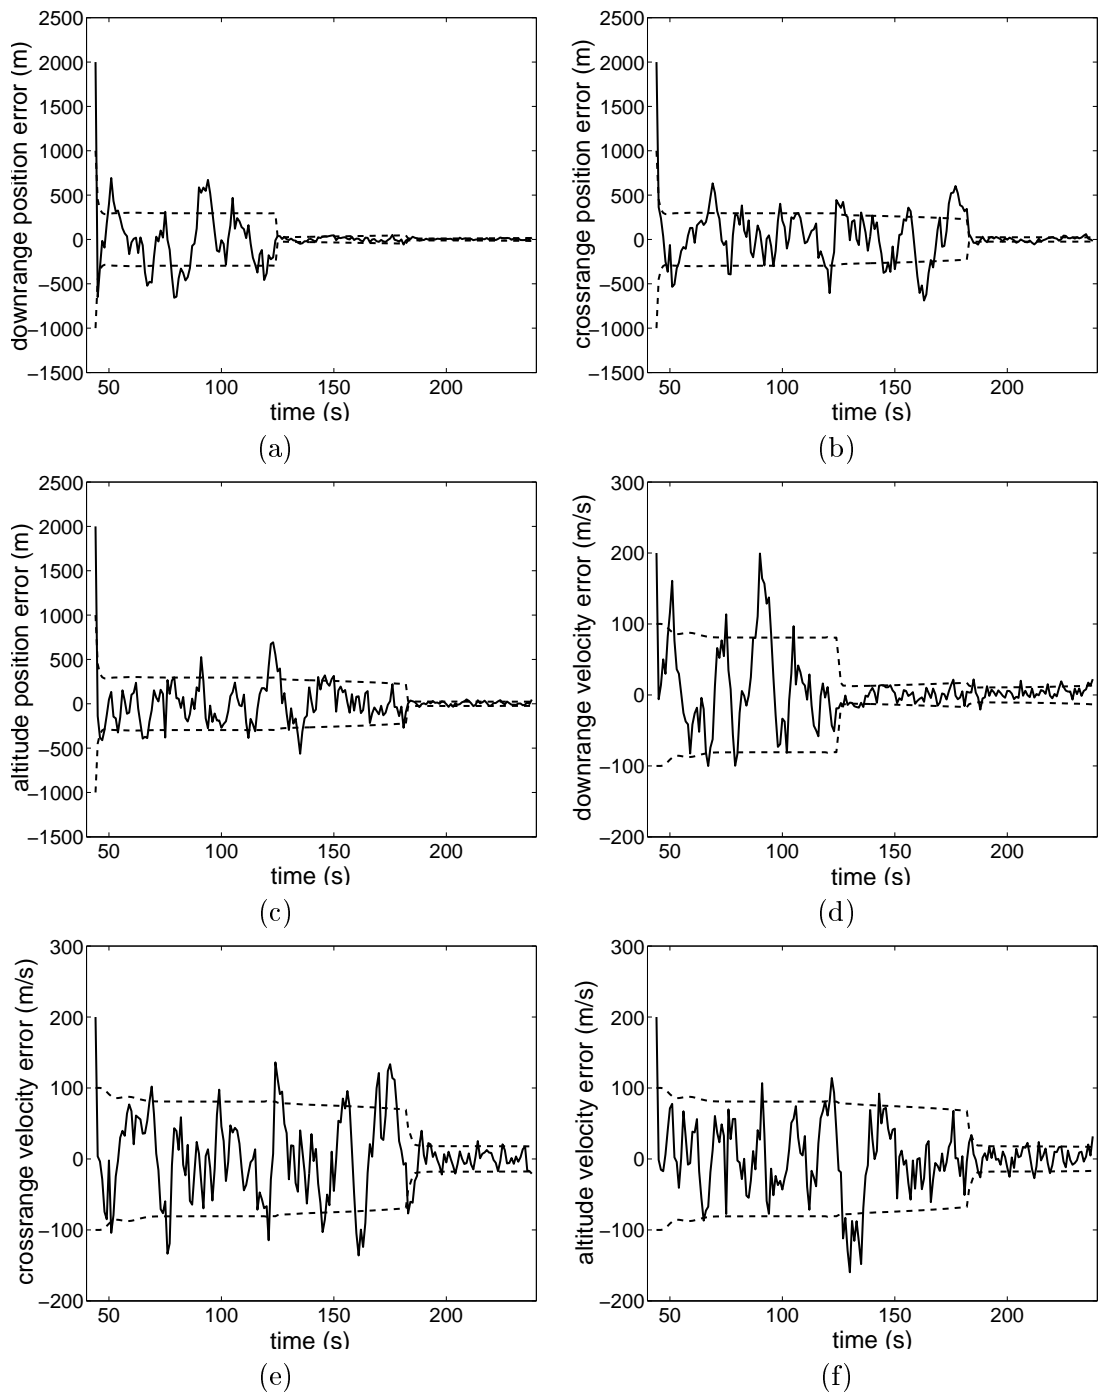 2500
2000
1500
1000
500
0
−500
−1000
−1500
downrange position error (m)
50 100 150 200
time (s)
(a)
2500
2000
1500
1000
500
0
−500
−1000
−1500
crossrange position error (m)
50 100 150 200
time (s)
(b)
2500
2000
1500
1000
500
0
−500
−1000
−1500
altitude position error (m)
50 100 150 200
time (s)
(c)
300
200
100
0
−100
−200
downrange velocity error (m/s)
50 100 150 200
time (s)
(d)
300
200
100
0
−100
−200
crossrange velocity error (m/s)
50 100 150 200
time (s)
(e)
300
200
100
0
−100
−200
altitude velocity error (m/s)
50 100 150 200
time (s)
(f)